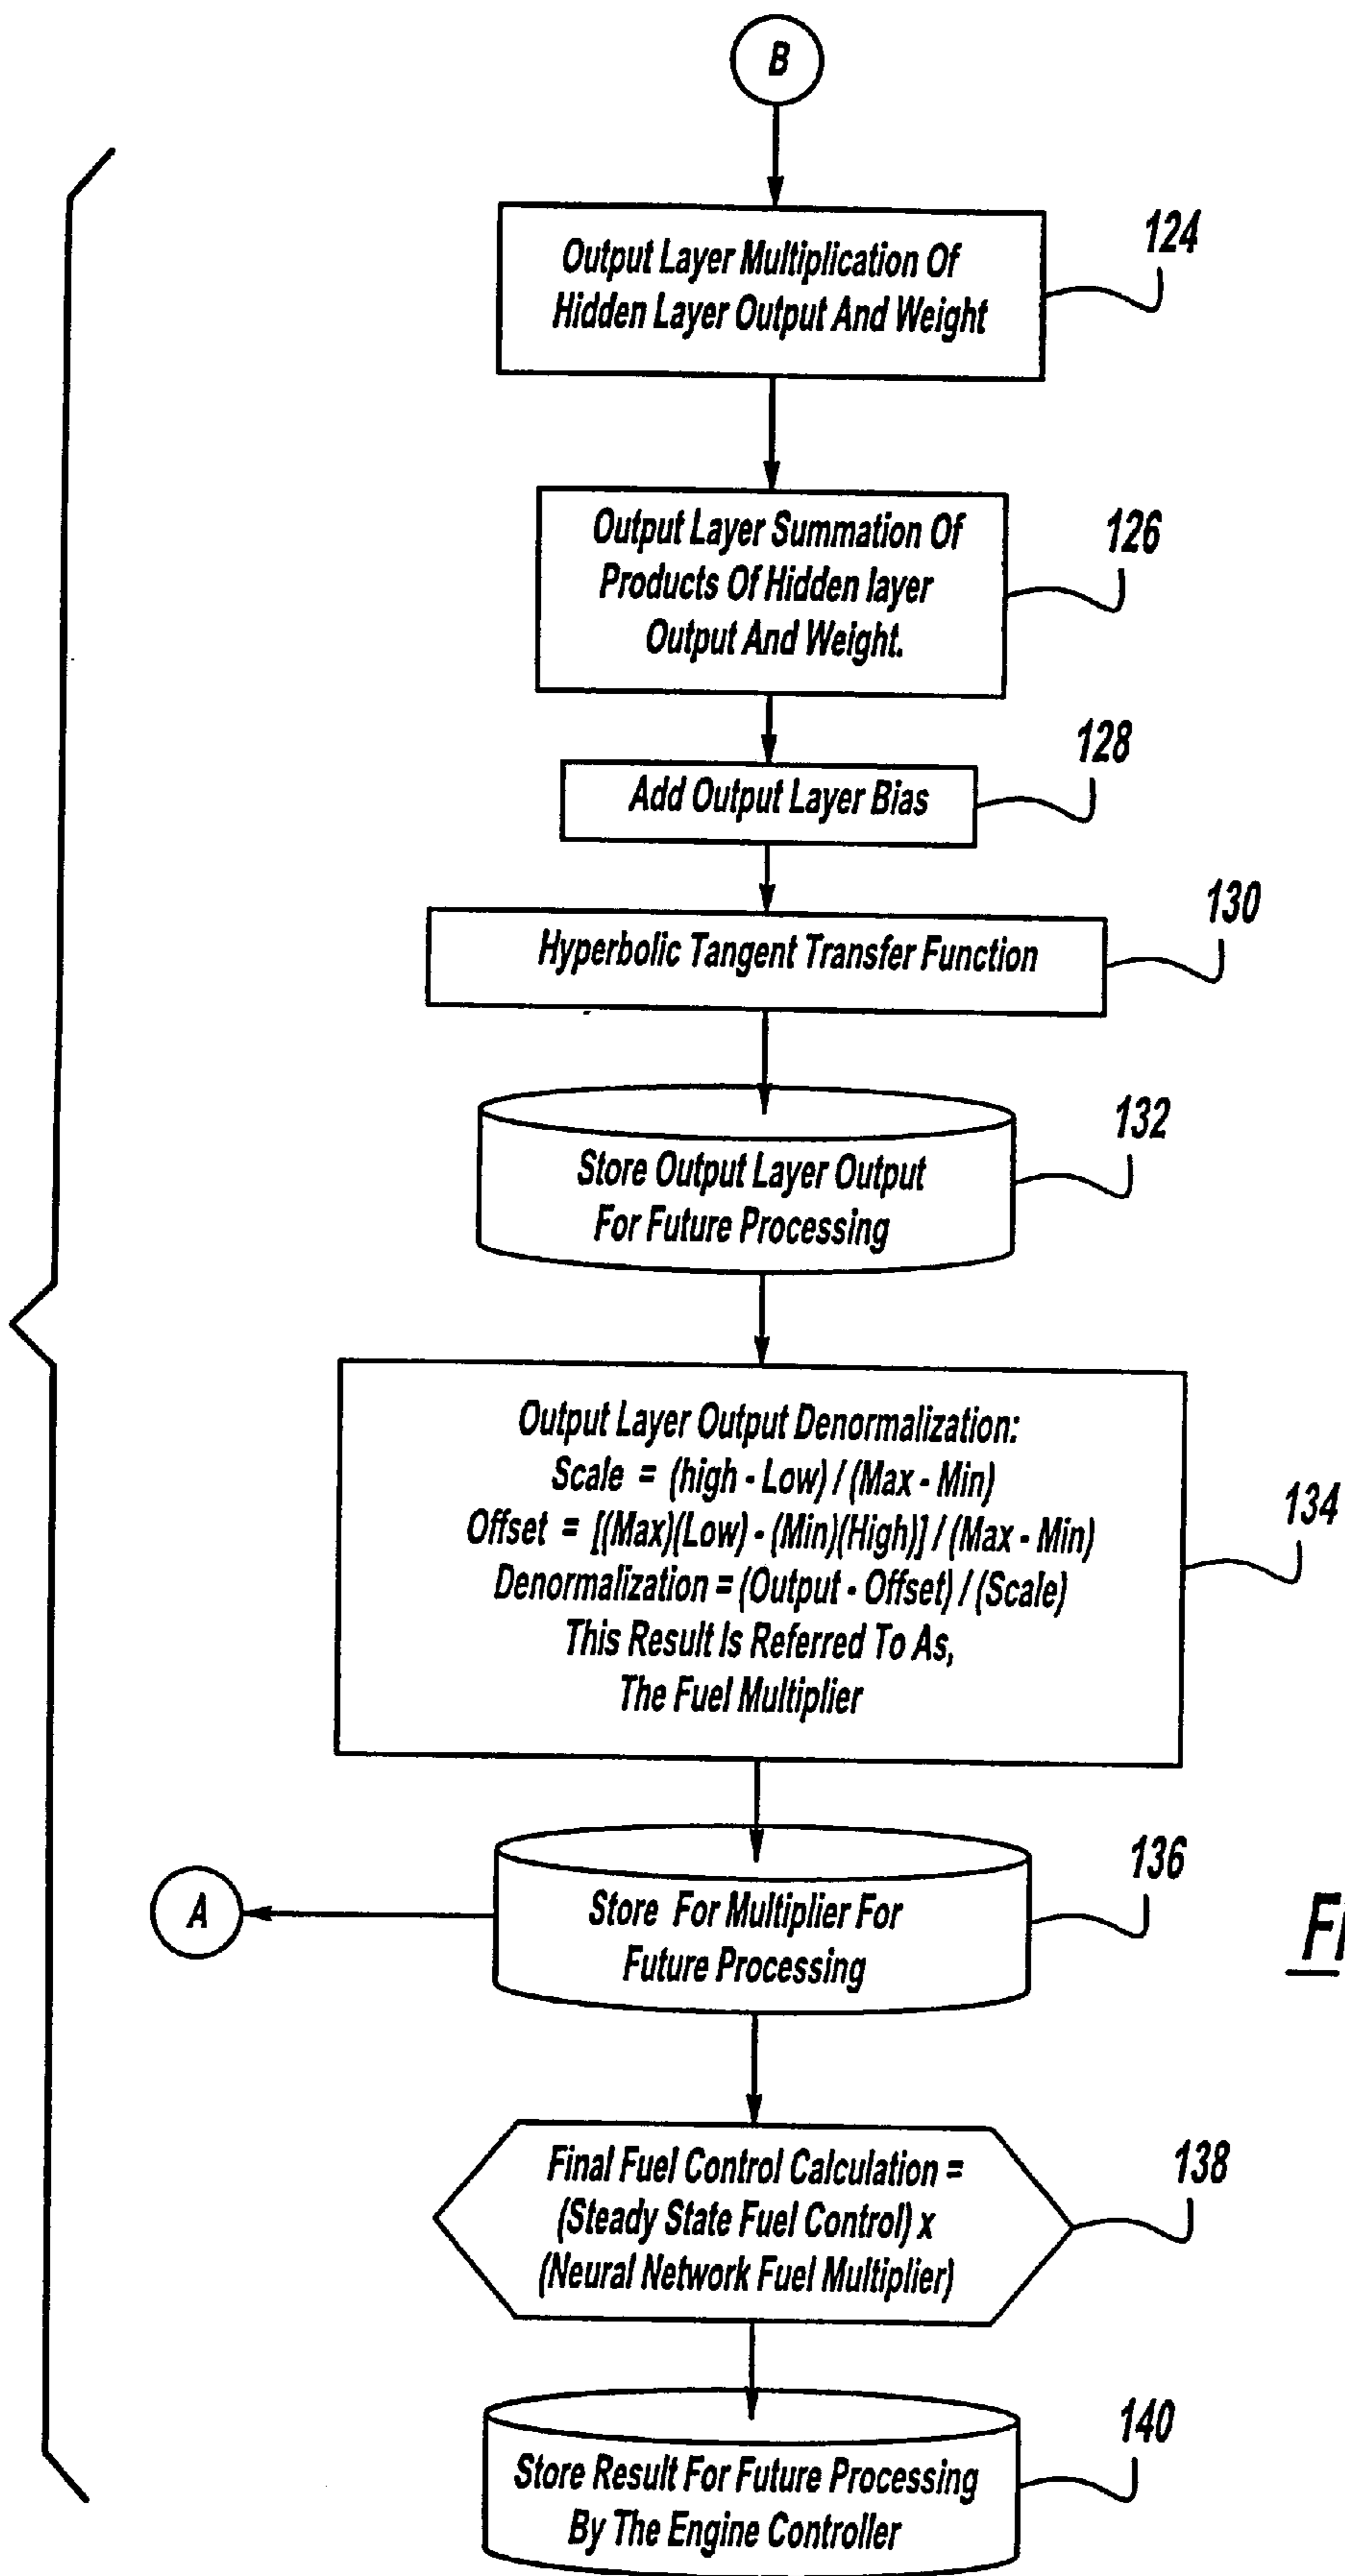 B
Output Layer Multiplication Of
Hidden Layer Output And Weight
124
Output Layer Summation Of
Products Of Hidden layer
Output And Weight.
126
Add Output Layer Bias
128
Hyperbolic Tangent Transfer Function
130
Store Output Layer Output
For Future Processing
132
Output Layer Output Denormalization:
Scale = (high - Low) / (Max - Min)
Offset = [((Max)(Low) - (Min)(High)] / (Max - Min)
Denormalization = (Output - Offset) / (Scale)
This Result Is Referred To As,
The Fuel Multiplier
134
Store For Multiplier For
Future Processing
136
A
Final Fuel Control Calculation =
(Steady State Fuel Control) x
(Neural Network Fuel Multiplier)
138
Store Result For Future Processing
By The Engine Controller
140